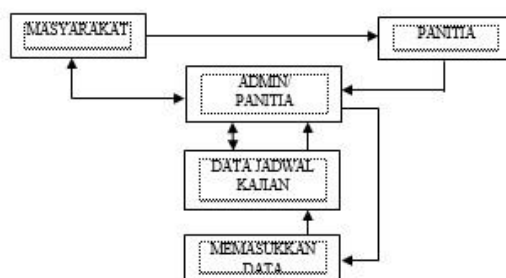 MASYARAKAT
PANITIA
ADMIN/
PANITIA
DATA JADWAL
KAJIAN
MEMASUKKAN
DATA